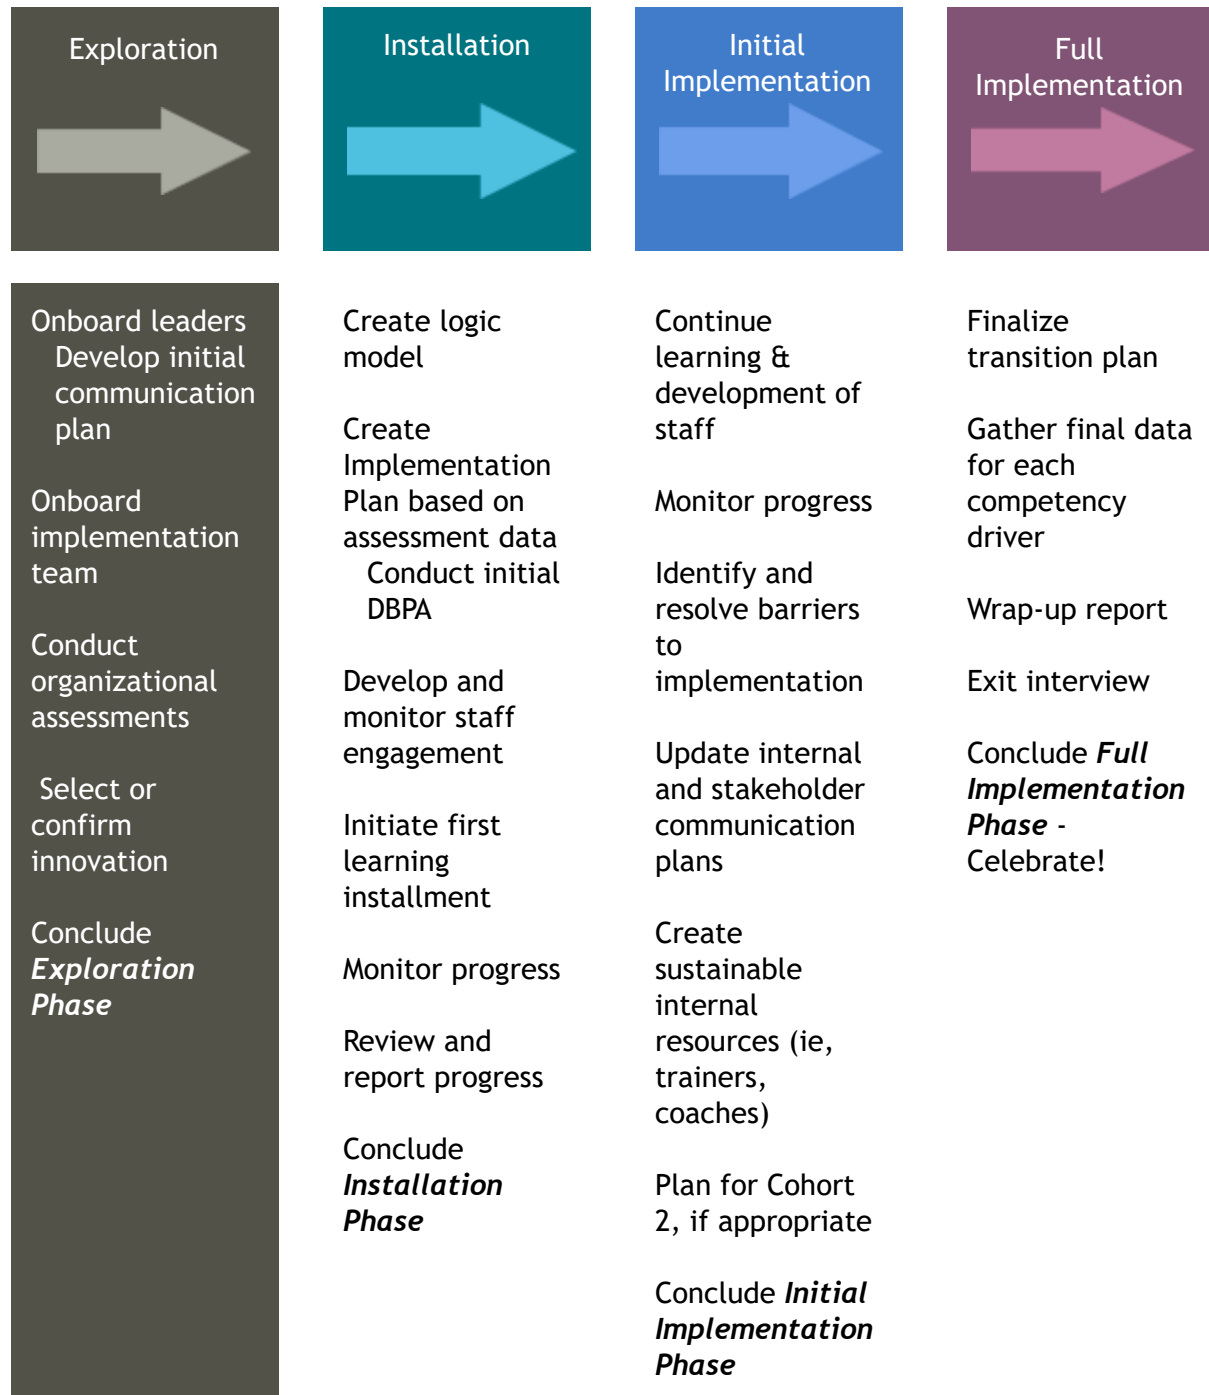 Exploration
Installation
Initial
Implementation
Full
Implementation
Onboard leaders
Develop initial
communication
plan
Onboard
implementation
team
Conduct
organizational
assessments
Select or
confirm
innovation
Conclude
Exploration
Phase
Create logic
model
Create
Implementation
Plan based on
assessment data
Conduct initial
DBPA
Develop and
monitor staff
engagement
Initiate first
learning
installment
Monitor progress
Review and
report progress
Conclude
Installation
Phase
Continue
learning &
development of
staff
Monitor progress
Identify and
resolve barriers
to
implementation
Update internal
and stakeholder
communication
plans
Create
sustainable
internal
resources (ie,
trainers,
coaches)
Plan for Cohort
2, if appropriate
Conclude Initial
Implementation
Phase
Finalize
transition plan
Gather final data
for each
competency
driver
Wrap-up report
Exit interview
Conclude Full
Implementation
Phase -
Celebrate!